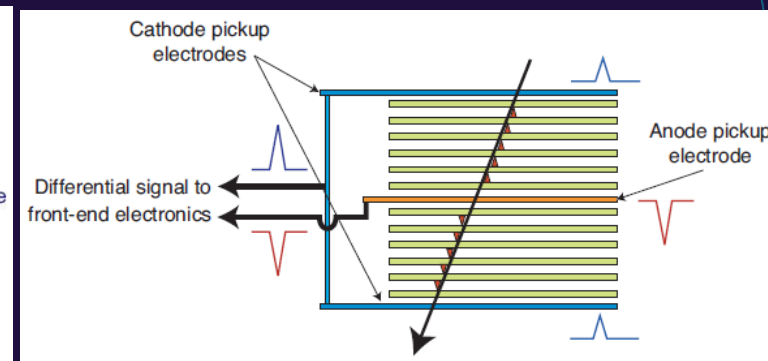 Cathode pickup
electrodes
Anode pickup
electrode
Differential signal to
front-end electronics
e